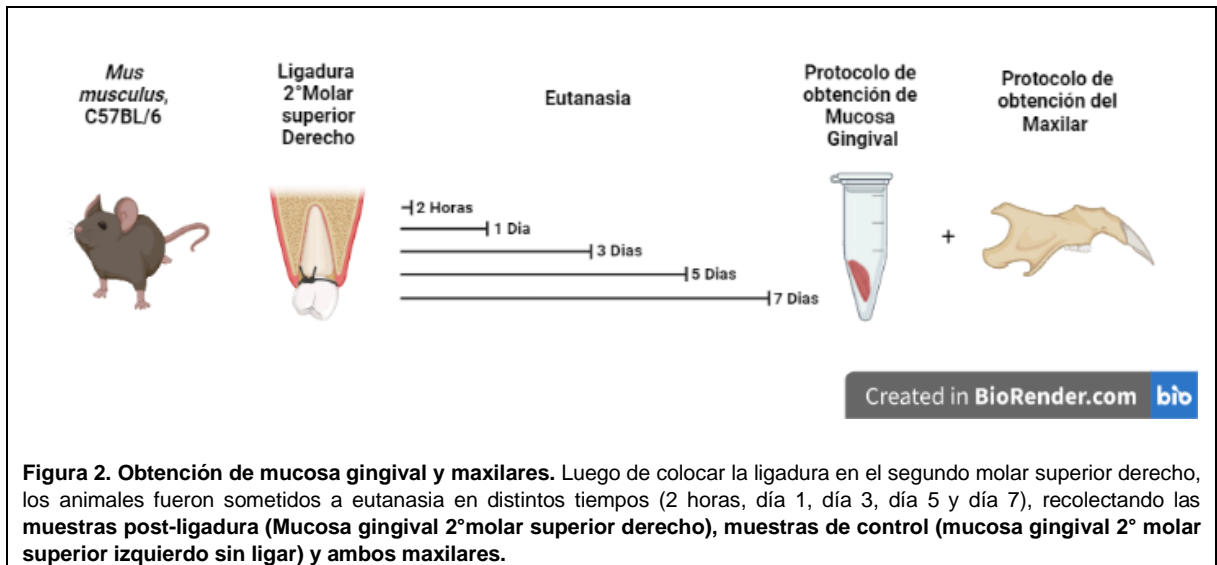 Mus
musculus,
C57BL/6
Ligadura
2°Molar
superior
Derecho
Eutanasia
Protocolo de
obtención de
Mucosa
Gingival
Protocolo de
obtención del
Maxilar
2 Horas
1 Dia
3 Dias
5 Dias
7 Dias
+
Created in BioRender.com bio
Figura 2. Obtención de mucosa gingival y maxilares. Luego de colocar la ligadura en el segundo molar superior derecho,
los animales fueron sometidos a eutanasia en distintos tiempos (2 horas, día 1, día 3, día 5 y día 7), recolectando las
muestras post-ligadura (Mucosa gingival 2°molar superior derecho), muestras de control (mucosa gingival 2° molar
superior izquierdo sin ligar) y ambos maxilares.